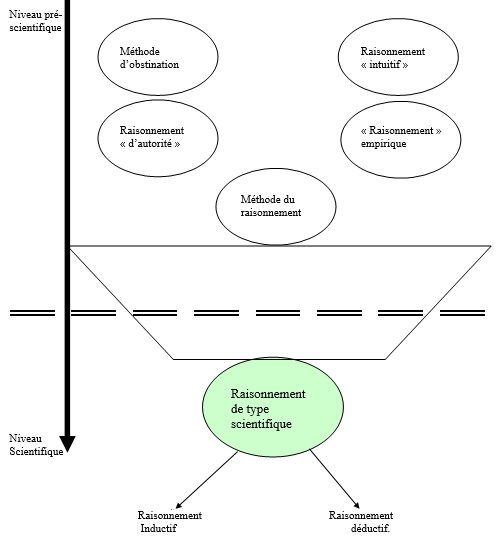 Niveau pré-
scientifique
Méthode
d'obstination
Raisonnement
« intuitif »
Raisonnement
« d'autorité »
« Raisonnement »
empirique
Méthode du
raisonnement
Raisonnement
de type
scientifique
Niveau
Scientifique
Raisonnement
Inductif
Raisonnement
déductif.